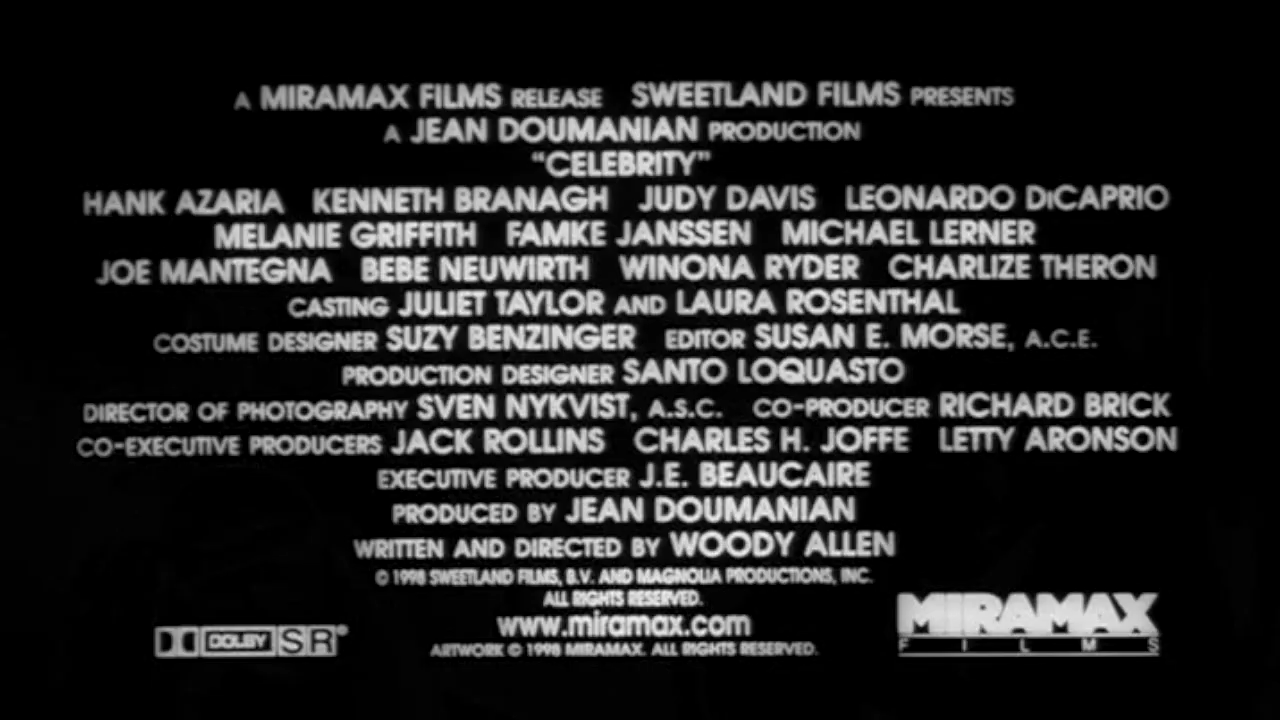 A MIRAMAX FILMS RELEASE SWEETLAND FILMS PRESENTS
A JEAN DOUMANIAN PRODUCTION
“CELEBRITY”
HANK AZARIA KENNETH BRANAGH JUDY DAVIS LEONARDO DiCAPRIO
MELANIE GRIFFITH FAMKE JANSSEN MICHAEL LERNER
JOE MANTEGNA BEBE NEUWIRTH WINONA RYDER CHARLIZE THERON
CASTING JULIET TAYLOR AND LAURA ROSENTHAL
COSTUME DESIGNER SUZY BENZINGER EDITOR SUSAN E. MORSE, A.C.E.
PRODUCTION DESIGNER SANTO LOQUASTO
DIRECTOR OF PHOTOGRAPHY SVEN NYKVIST, A.S.C. CO-PRODUCER RICHARD BRICK
CO-EXECUTIVE PRODUCERS JACK ROLLINS CHARLES H. JOFFE LETTY ARONSON
EXECUTIVE PRODUCER J.E. BEAUCAIRE
PRODUCED BY JEAN DOUMANIAN
WRITTEN AND DIRECTED BY WOODY ALLEN
© 1998 SWEETLAND FILMS, B.V. AND MAGNOLIA PRODUCTIONS, INC.
ALL RIGHTS RESERVED.
www.miramax.com
ARTWORK © 1998 MIRAMAX. ALL RIGHTS RESERVED.
DOLBY SR®
MIRAMAX
FILMS